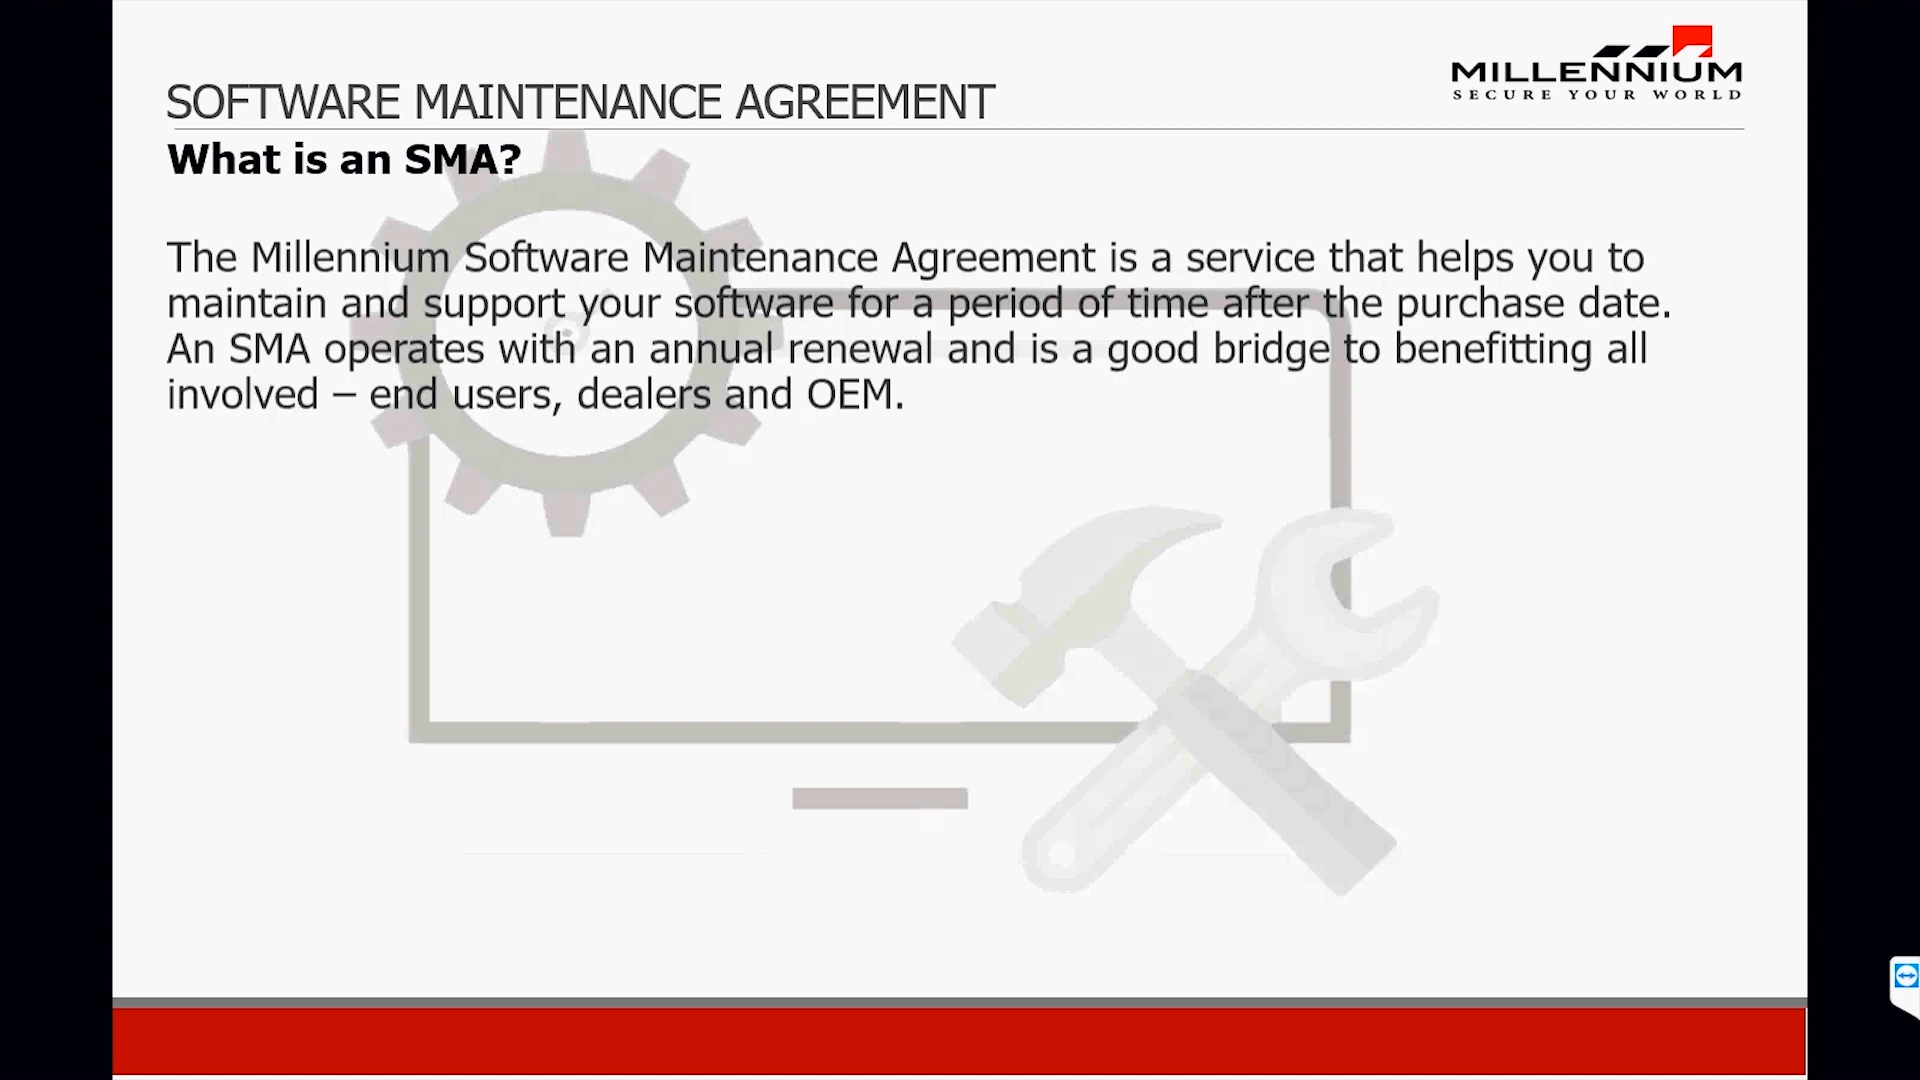 MILLENNIUM
SECURE YOUR WORLD
SOFTWARE MAINTENANCE AGREEMENT
What is an SMA?
The Millennium Software Maintenance Agreement is a service that helps you to
maintain and support your software for a period of time after the purchase date.
An SMA operates with an annual renewal and is a good bridge to benefitting all
involved – end users, dealers and OEM.